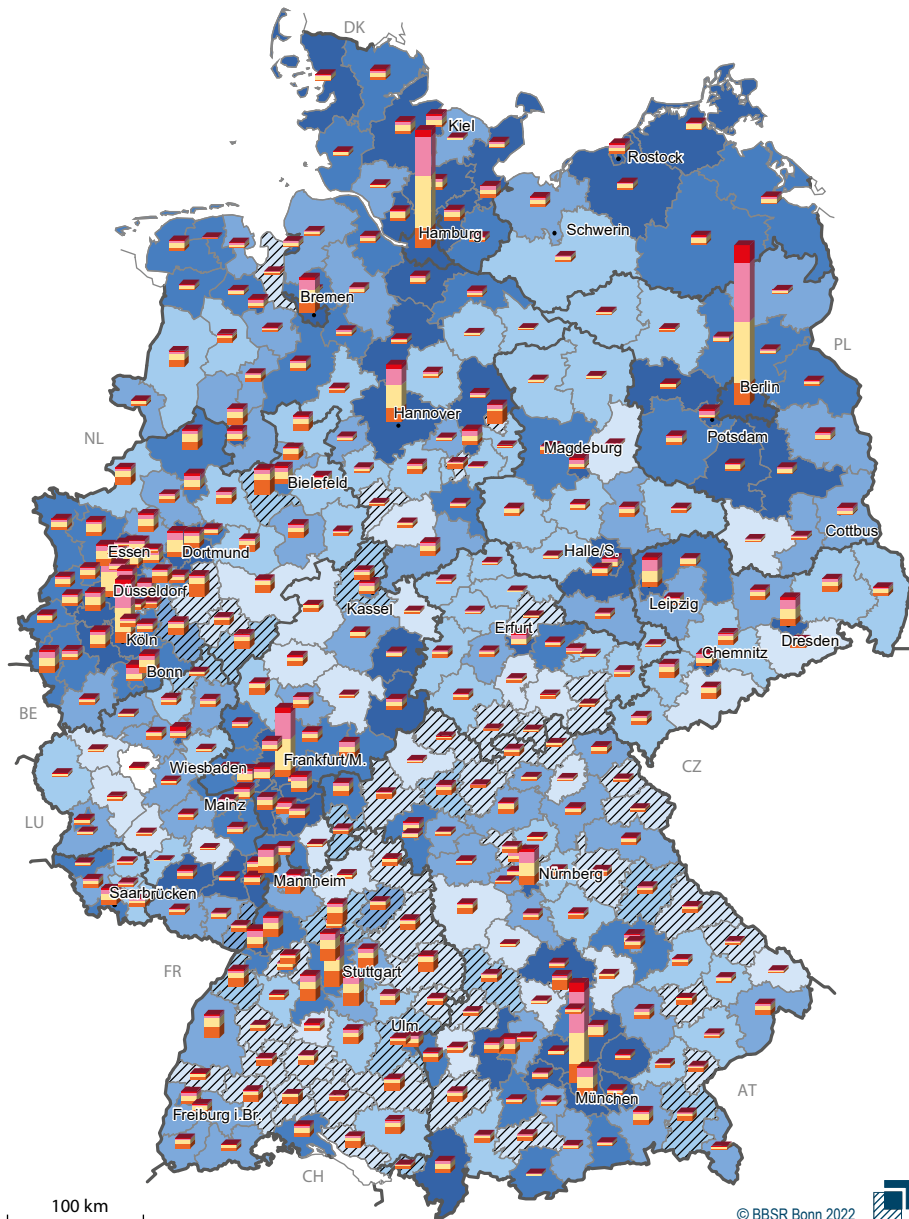 DK
Kiel
Rostock
Hamburg
Schwerin
Bremen
PL
Berlin
Hannover
Potsdam
NL
Magdeburg
Bielefeld
Cottbus
Essen
Dortmund
Halle/S.
Düsseldorf
Leipzig
Kassel
Erfurt
Köln
Dresden
Chemnitz
Bonn
BE
Frankfurt/M.
Wiesbaden
CZ
Mainz
LU
Mannheim
Nürnberg
Saarbrücken
FR
Stuttgart
Ulm
AT
München
Freiburg i.Br.
CH
100 km
© BBSR Bonn 2022